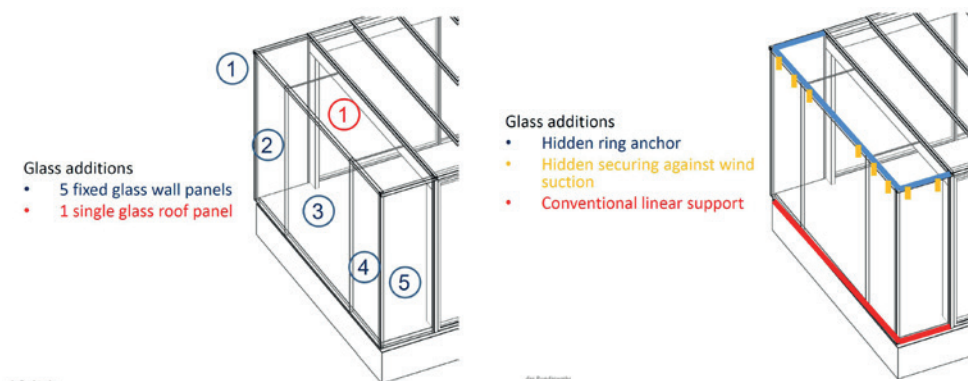 1
1
2
Glass additions
• 5 fixed glass wall panels
• 1 single glass roof panel
3
4
5
Glass additions
• Hidden ring anchor
• Hidden securing against wind
suction
• Conventional linear support